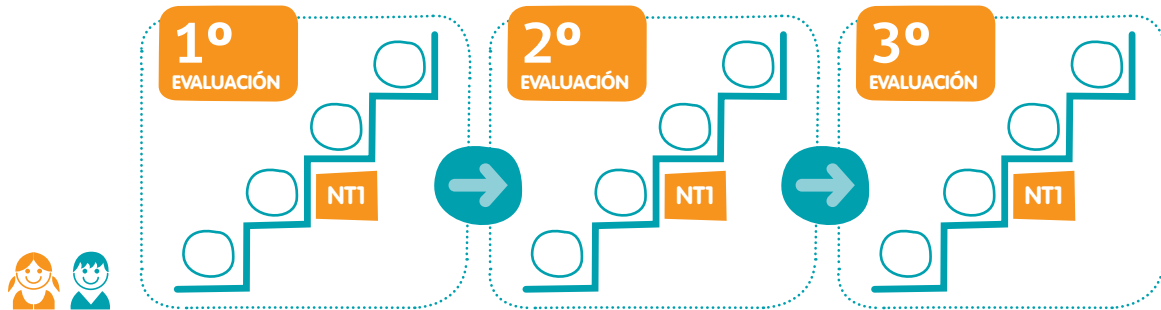 1º
EVALUACIÓN
NT1
2º
EVALUACIÓN
NT1
3º
EVALUACIÓN
NT1